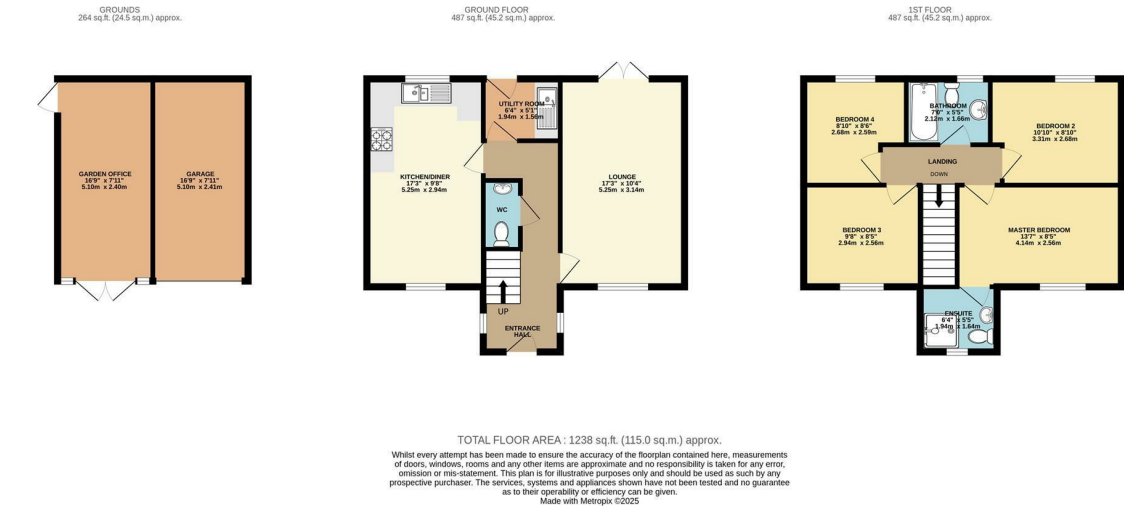 GROUNDS
264 sq.ft. (24.5 sq.m.) approx.
GROUND FLOOR
487 sq.ft. (45.2 sq.m.) approx.
1ST FLOOR
487 sq.ft. (45.2 sq.m.) approx.
GARDEN OFFICE
16'9" x 7'11"
5.10m x 2.40m
GARAGE
16'9" x 7'11"
5.10m x 2.41m
UTILITY ROOM
6'4" x 5'1"
1.94m x 1.56m
KITCHEN/DINER
17'3" x 9'8"
5.25m x 2.94m
LOUNGE
17'3" x 10'4"
5.25m x 3.14m
WC
UP
ENTRANCE
HALL
BEDROOM 4
8'10" x 8'6"
2.68m x 2.59m
BATHROOM
7'0" x 5'5"
2.12m x 1.66m
BEDROOM 2
10'10" x 8'10"
3.31m x 2.68m
LANDING
DOWN
BEDROOM 3
9'8" x 8'5"
2.94m x 2.56m
MASTER BEDROOM
13'7" x 8'5"
4.14m x 2.56m
ENSUITE
6'4" x 5'5"
1.94m x 1.64m
TOTAL FLOOR AREA : 1238 sq.ft. (115.0 sq.m.) approx.
Whilst every attempt has been made to ensure the accuracy of the floorplan contained here, measurements
of doors, windows, rooms and any other items are approximate and no responsibility is taken for any error,
omission or mis-statement. This plan is for illustrative purposes only and should be used as such by any
prospective purchaser. The services, systems and appliances shown have not been tested and no guarantee
as to their operability or efficiency can be given.
Made with Metropix ©2025